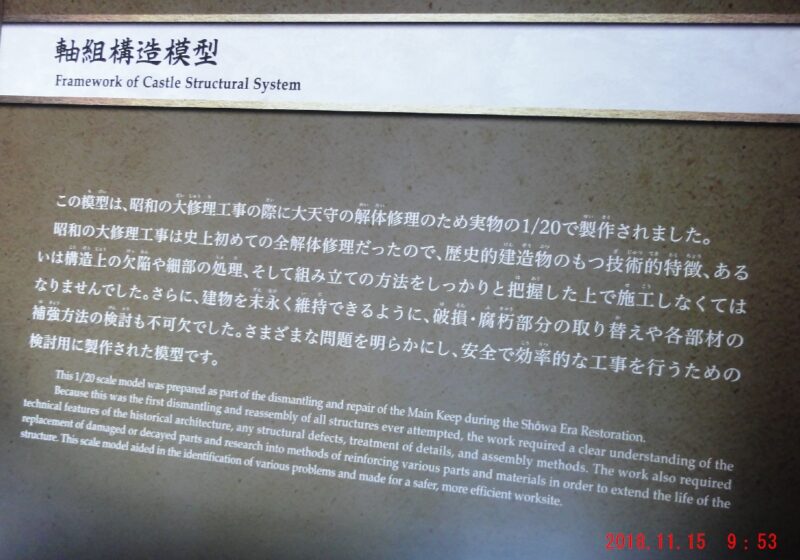 軸組構造模型
Framework of Castle Structural System
この模型は、昭和の大修理工事の際に大天守の解体修理のため実物の1/20で製作されました。
昭和の大修理工事は史上初めての全解体修理だったので、歴史的建造物のもつ技術的特徴、ある
いは構造上の欠陥や細部の処理、そして組み立ての方法をしっかりと把握した上で施工しなくては
なりませんでした。さらに、建物を末永く維持できるように、破損・腐朽部分の取り替えや各部材の
補強方法の検討も不可欠でした。さまざまな問題を明らかにし、安全で効率的な工事を行うための
検討用に製作された模型です。
This 1/20 scale model was prepared as part of the dismantling and repair of the Main Keep during the Shôwa Era Restoration.
Because this was the first dismantling and reassembly of all structures ever attempted, the work required a clear understanding of the
technical features of the historical architecture, any structural defects, treatment of details, and assembly methods. The work also required
replacement of damaged or decayed parts and research into methods of reinforcing various parts and materials in order to extend the life of the
structure. This scale model aided in the identification of various problems and made for a safer, more efficient worksite.
2018.11.15 9:53